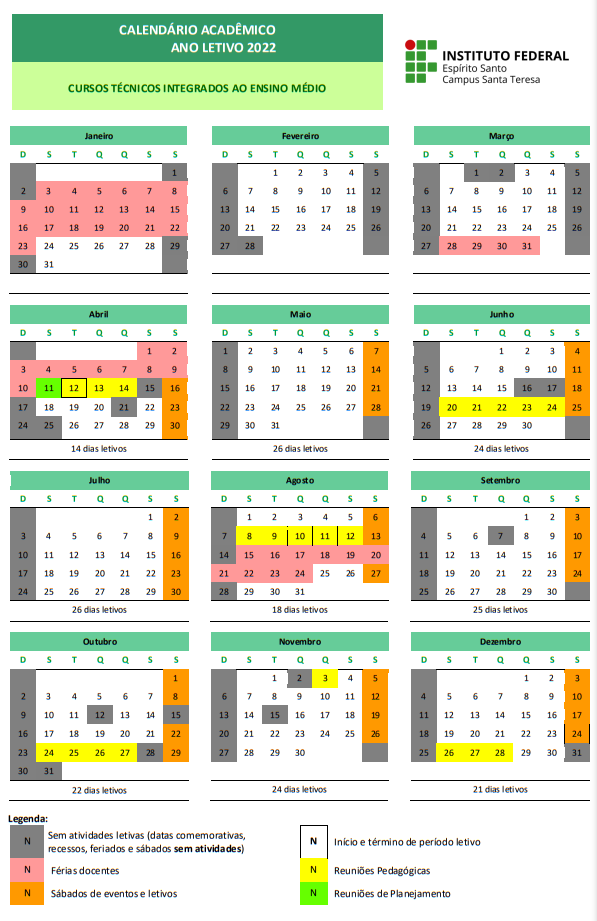 CALENDÁRIO ACADÊMICO
ANO LETIVO 2022
CURSOS TÉCNICOS INTEGRADOS AO ENSINO MÉDIO
INSTITUTO FEDERAL
Espírito Santo
Campus Santa Teresa
Janeiro
D S T Q Q S S
1
2 3 4 5 6 7 8
9 10 11 12 13 14 15
16 17 18 19 20 21 22
23 24 25 26 27 28 29
30 31
Fevereiro
D S T Q Q S S
1 2 3 4 5
6 7 8 9 10 11 12
13 14 15 16 17 18 19
20 21 22 23 24 25 26
27 28
Março
D S T Q Q S S
1 2 3 4 5
6 7 8 9 10 11 12
13 14 15 16 17 18 19
20 21 22 23 24 25 26
27 28 29 30 31
Abril
D S T Q Q S S
1 2
3 4 5 6 7 8 9
10 11 12 13 14 15 16
17 18 19 20 21 22 23
24 25 26 27 28 29 30
14 dias letivos
Maio
D S T Q Q S S
1 2 3 4 5 6 7
8 9 10 11 12 13 14
15 16 17 18 19 20 21
22 23 24 25 26 27 28
29 30 31
26 dias letivos
Junho
D S T Q Q S S
1 2 3 4
5 6 7 8 9 10 11
12 13 14 15 16 17 18
19 20 21 22 23 24 25
26 27 28 29 30
24 dias letivos
Julho
D S T Q Q S S
1 2
3 4 5 6 7 8 9
10 11 12 13 14 15 16
17 18 19 20 21 22 23
24 25 26 27 28 29 30
26 dias letivos
Agosto
D S T Q Q S S
1 2 3 4 5 6
7 8 9 10 11 12 13
14 15 16 17 18 19 20
21 22 23 24 25 26 27
28 29 30 31
18 dias letivos
Setembro
D S T Q Q S S
1 2 3
4 5 6 7 8 9 10
11 12 13 14 15 16 17
18 19 20 21 22 23 24
25 26 27 28 29 30
25 dias letivos
Outubro
D S T Q Q S S
1
2 3 4 5 6 7 8
9 10 11 12 13 14 15
16 17 18 19 20 21 22
23 24 25 26 27 28 29
30 31
22 dias letivos
Novembro
D S T Q Q S S
1 2 3 4 5
6 7 8 9 10 11 12
13 14 15 16 17 18 19
20 21 22 23 24 25 26
27 28 29 30
24 dias letivos
Dezembro
D S T Q Q S S
1 2 3
4 5 6 7 8 9 10
11 12 13 14 15 16 17
18 19 20 21 22 23 24
25 26 27 28 29 30 31
21 dias letivos
Legenda:
N Sem atividades letivas (datas comemorativas,
recessos, feriados e sábados sem atividades)
N Férias docentes
N Sábados de eventos e letivos
N Início e término de período letivo
N Reuniões Pedagógicas
N Reuniões de Planejamento